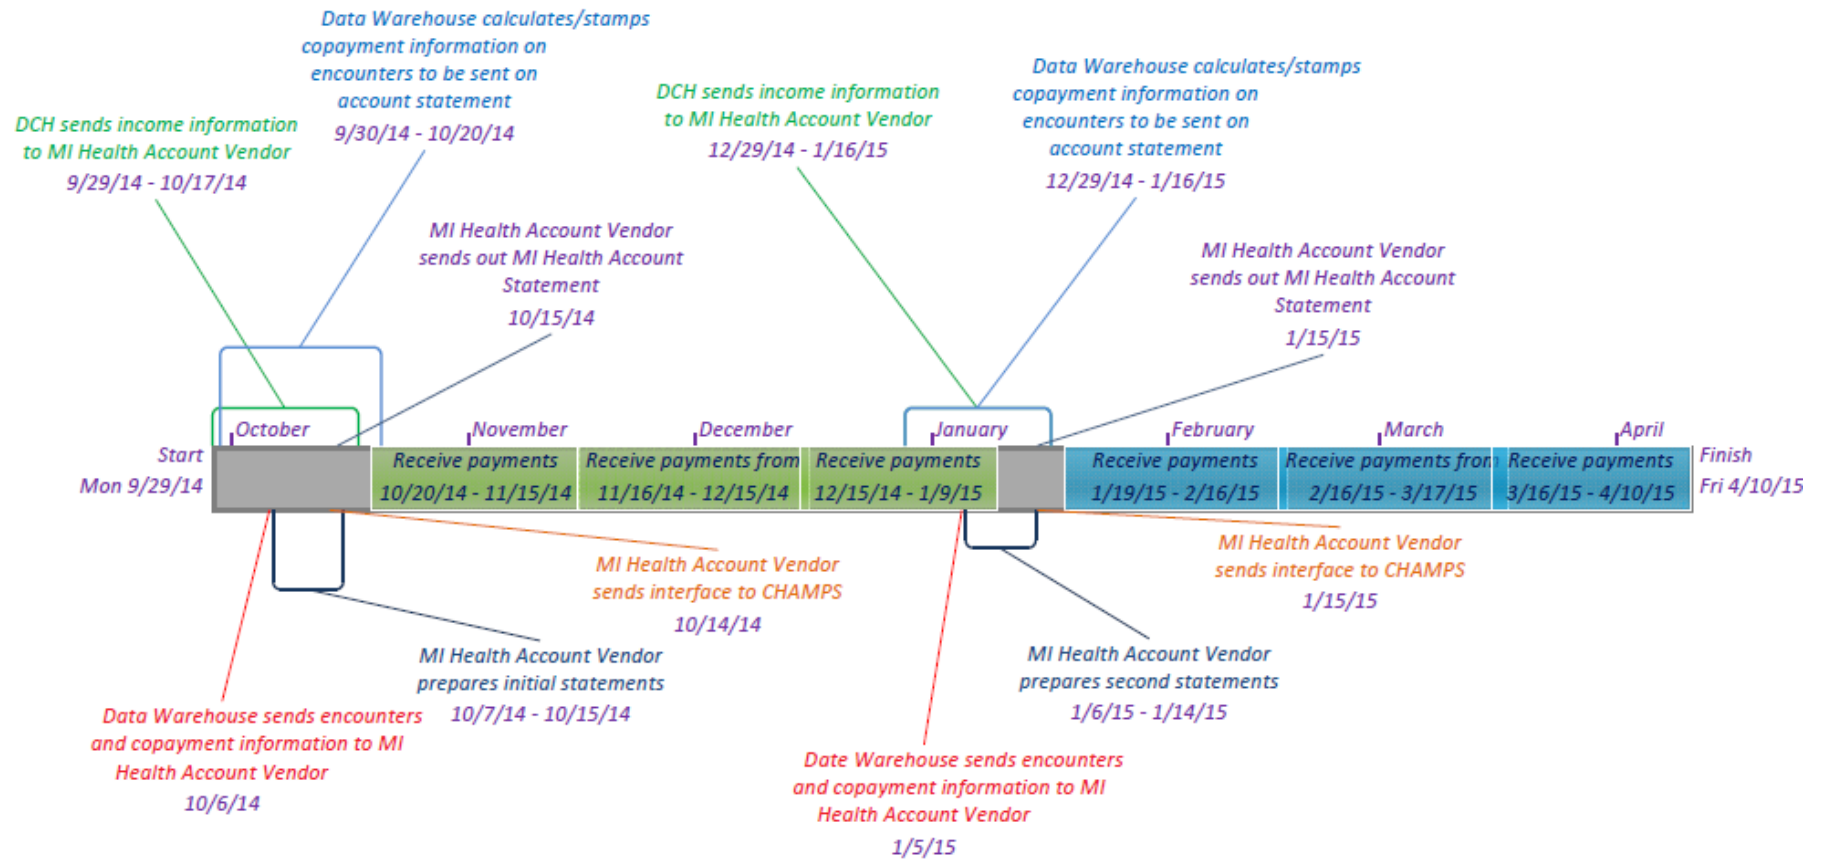 Data Warehouse calculates/stamps
copayment information on
encounters to be sent on
account statement
9/30/14 - 10/20/14
DCH sends income information
to MI Health Account Vendor
9/29/14 - 10/17/14
MI Health Account Vendor
sends out MI Health Account
Statement
10/15/14
DCH sends income information
to MI Health Account Vendor
12/29/14 - 1/16/15
Data Warehouse calculates/stamps
copayment information on
encounters to be sent on
account statement
12/29/14 - 1/16/15
MI Health Account Vendor
sends out MI Health Account
Statement
1/15/15
October
November
December
January
February
March
April
Start
Mon 9/29/14
Receive payments
10/20/14 - 11/15/14
Receive payments from
11/16/14 - 12/15/14
Receive payments
12/15/14 - 1/9/15
Receive payments
1/19/15 - 2/16/15
Receive payments from
2/16/15 - 3/17/15
Receive payments
3/16/15 - 4/10/15
Finish
Fri 4/10/15
MI Health Account Vendor
sends interface to CHAMPS
10/14/14
MI Health Account Vendor
prepares initial statements
10/7/14 - 10/15/14
Data Warehouse sends encounters
and copayment information to MI
Health Account Vendor
10/6/14
MI Health Account Vendor
sends interface to CHAMPS
1/15/15
MI Health Account Vendor
prepares second statements
1/6/15 - 1/14/15
Date Warehouse sends encounters
and copayment information to MI
Health Account Vendor
1/5/15